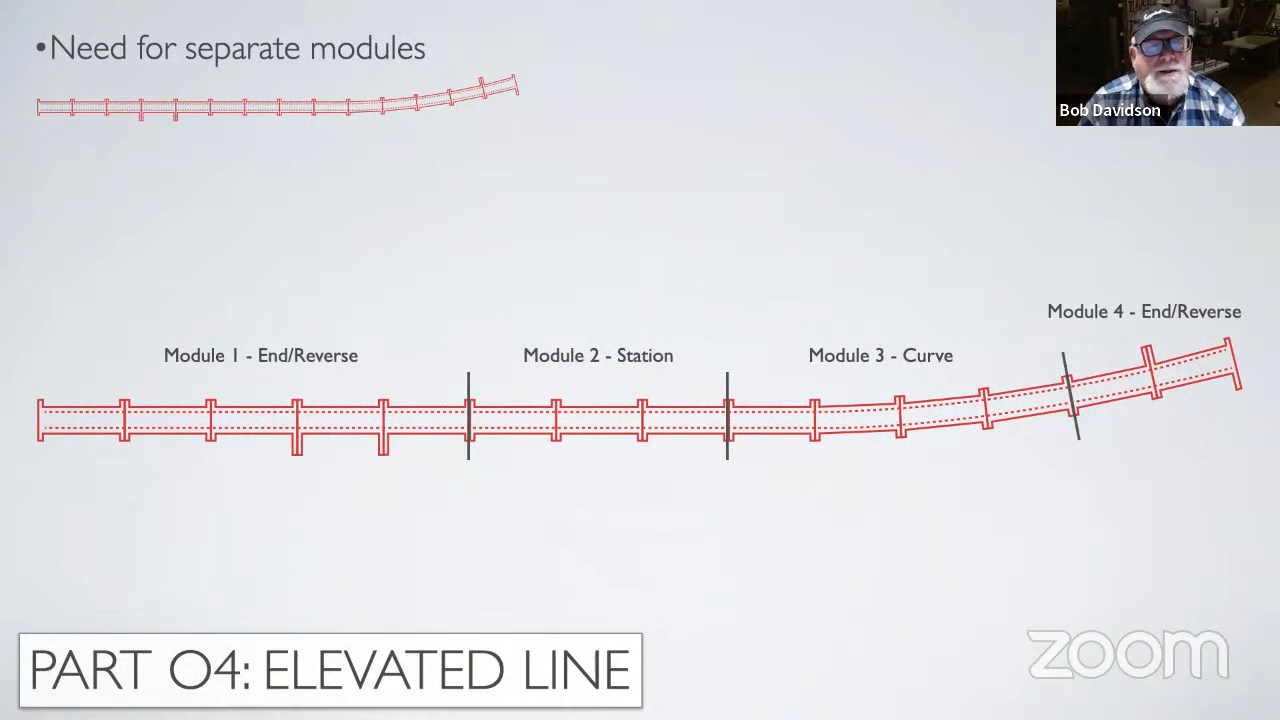 •Need for separate modules
Bob Davidson
Module 4 - End/Reverse
Module 1 - End/Reverse
Module 2 - Station
Module 3 - Curve
PART 04: ELEVATED LINE
zoom